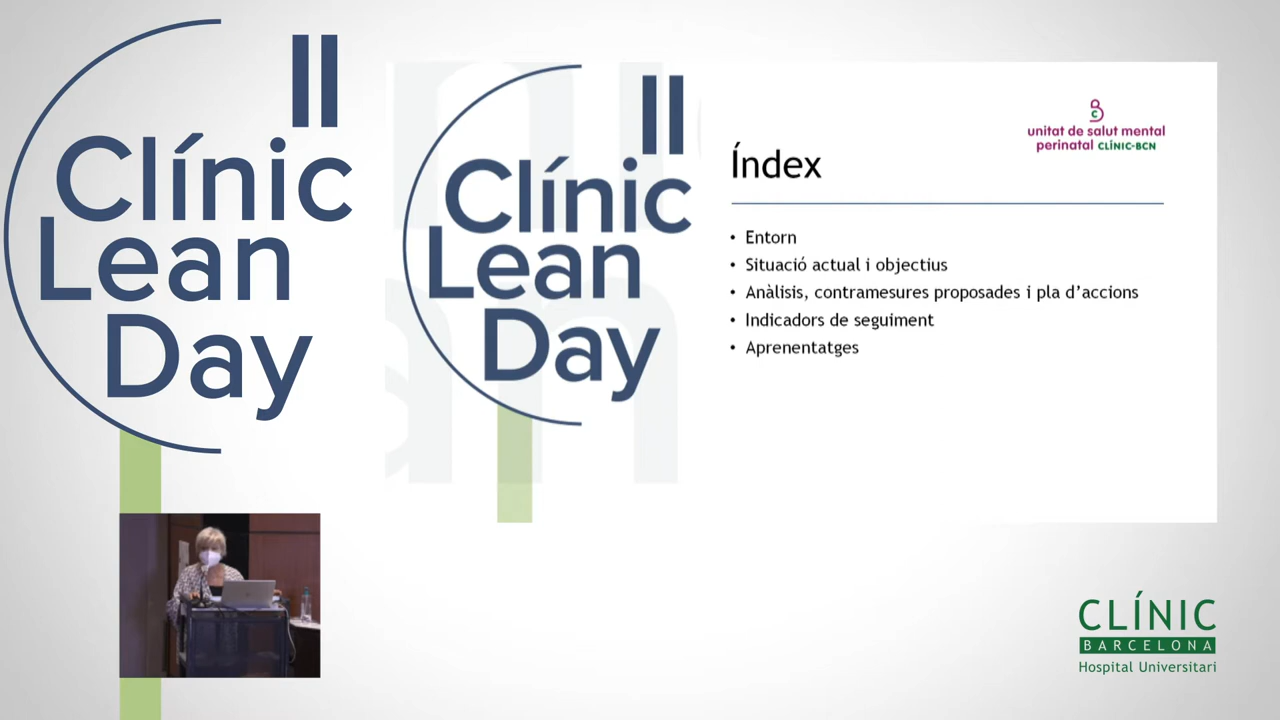 II
Clínic
Lean
Day
II
Clínic
Lean
Day
unitat de salut mental
perinatal CLÍNIC-BCN
Índex
• Entorn
• Situació actual i objectius
• Anàlisis, contramesures proposades i pla d’accions
• Indicadors de seguiment
• Aprenentatges
CLÍNIC
BARCELONA
Hospital Universitari